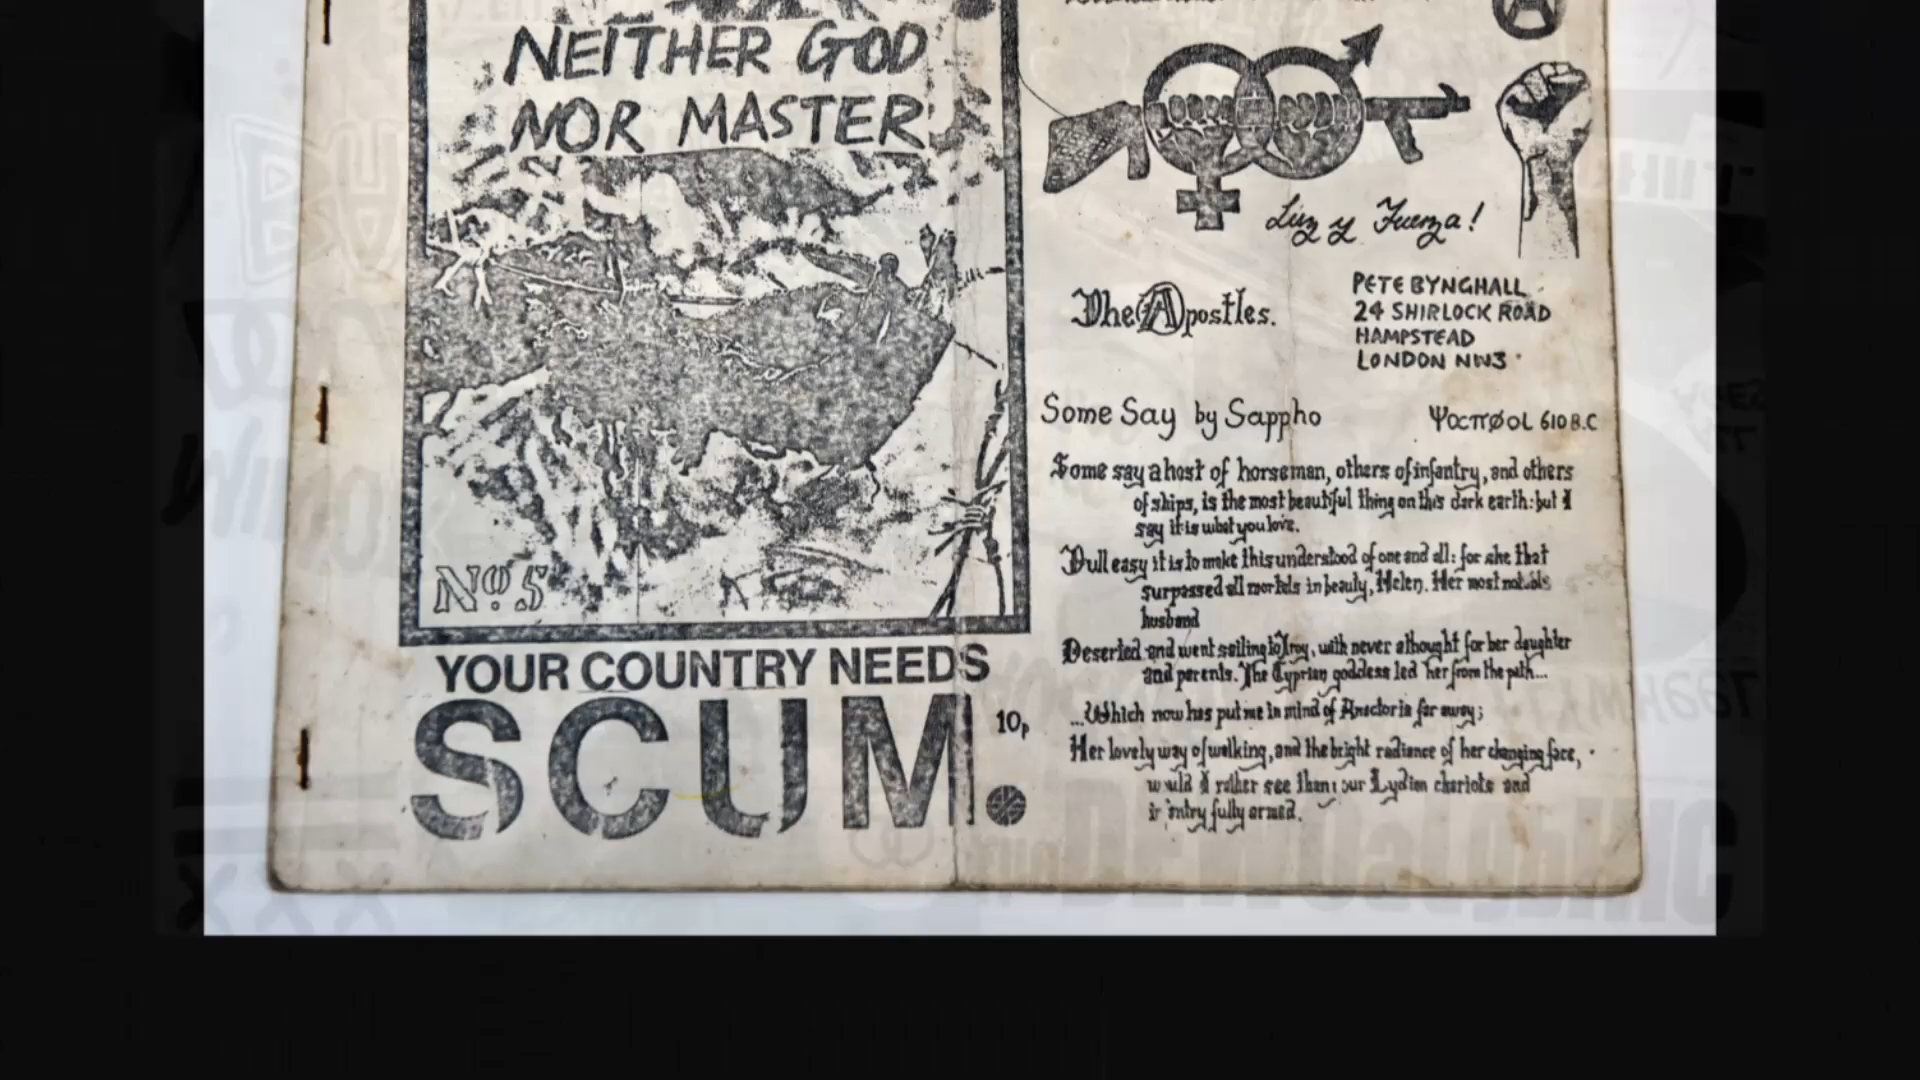 NEITHER GOD
NOR MASTER
Nº. 5
YOUR COUNTRY NEEDS
SCUM.
10p
Luz y Fuerza!
The Apostles.
PETE BYNGHALL
24 SHIRLOCK ROAD
HAMPSTEAD
LONDON NW3
Some Say by Sappho
610 B.C
Some say a host of horseman, others of infantry, and others
of ships, is the most beautiful thing on this dark earth: but I
say it is what you love.
Full easy it is to make this understood of one and all: for she that
surpassed all mortals in beauty, Helen. Her most notable
husband
Deserted and went sailing to Troy, with never a thought for her daughter
and parents. The Cyprian goddess led her from the path...
...Which now has put me in mind of Anactoria far away;
Her lovely way of walking, and the bright radiance of her changing face,
would I rather see than your Lydian chariots and
infantry fully armed.